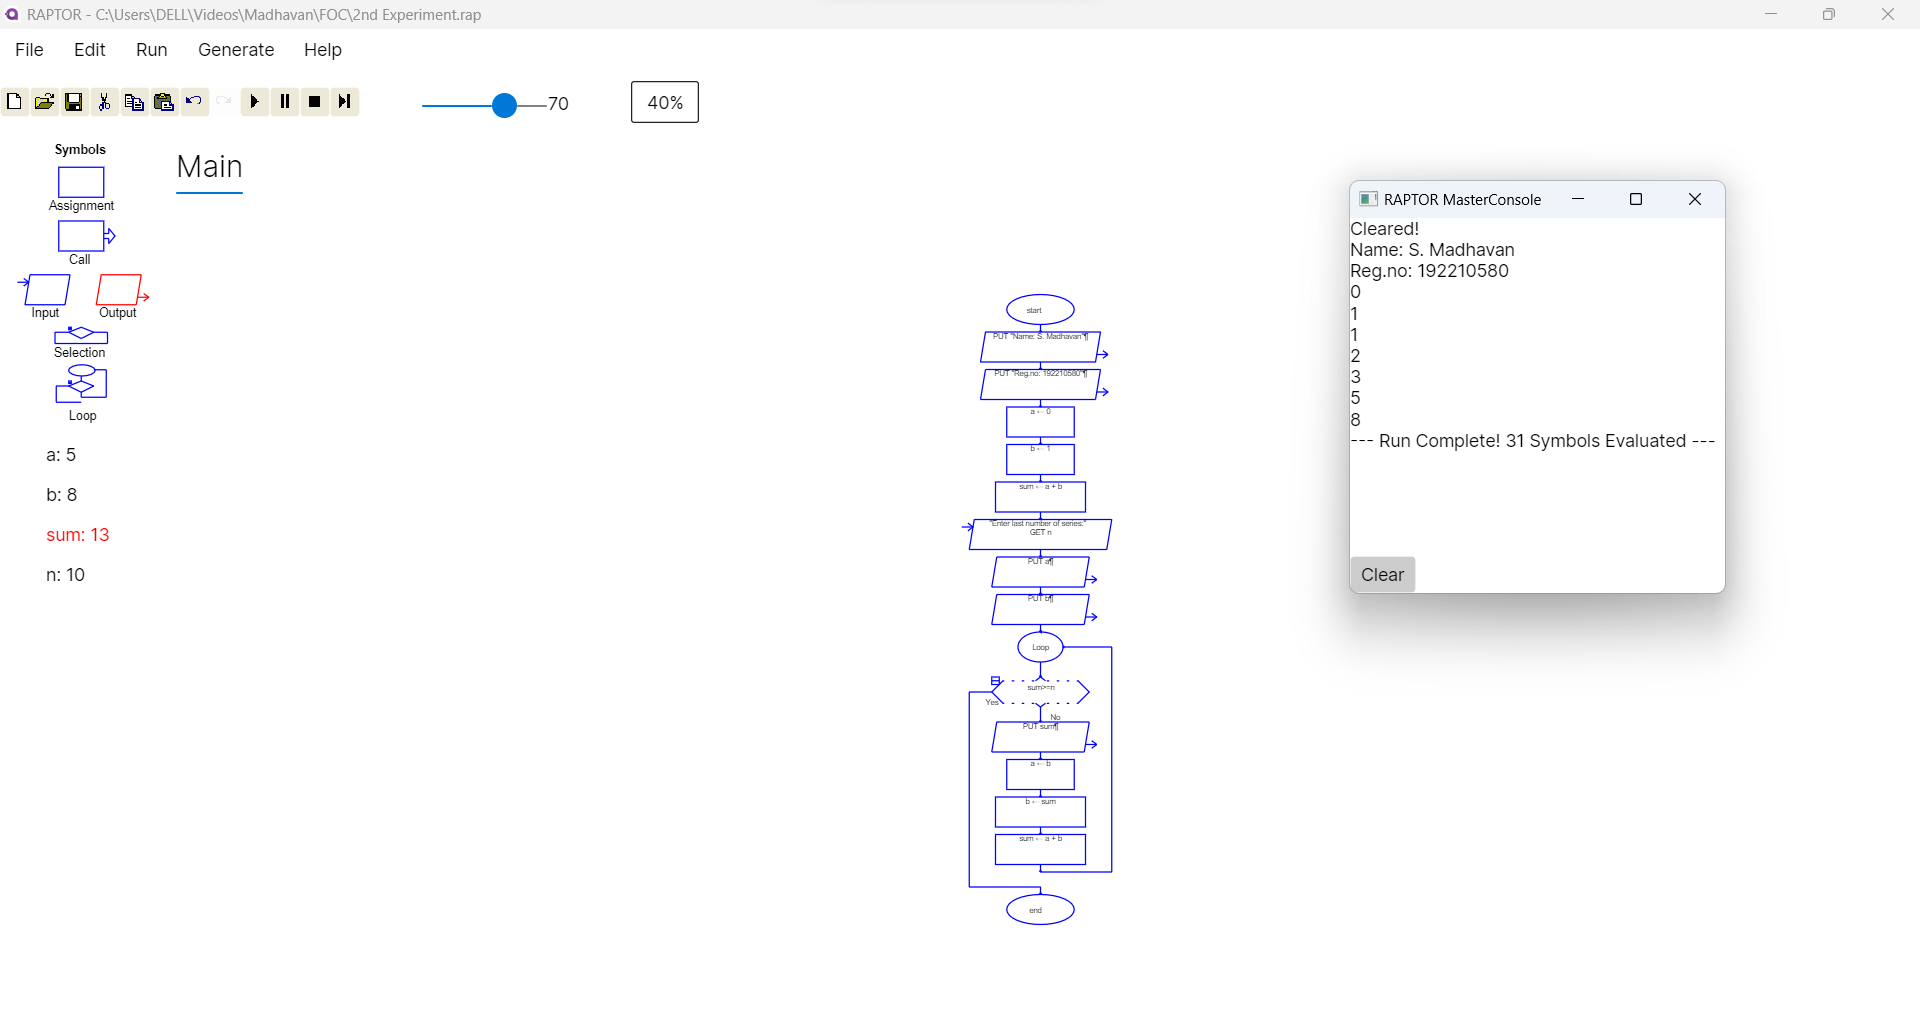 RAPTOR - C:\Users\DELL\Videos\Madhavan\FOC\2nd Experiment.rap
File Edit Run Generate Help
70 40%
Symbols
Assignment
Call
Input Output
Selection
Loop
a: 5
b: 8
sum: 13
n: 10
Main
start
PUT "Name: S. Madhavan"¶
PUT "Reg.no: 192210580"¶
a ← 0
b ← 1
sum ← a + b
"Enter last number of series:"
GET n
PUT a¶
PUT b¶
Loop
sum>=n
Yes
No
PUT sum¶
a ← b
b ← sum
sum ← a + b
end
RAPTOR MasterConsole
Cleared!
Name: S. Madhavan
Reg.no: 192210580
0
1
1
2
3
5
8
--- Run Complete! 31 Symbols Evaluated ---
Clear